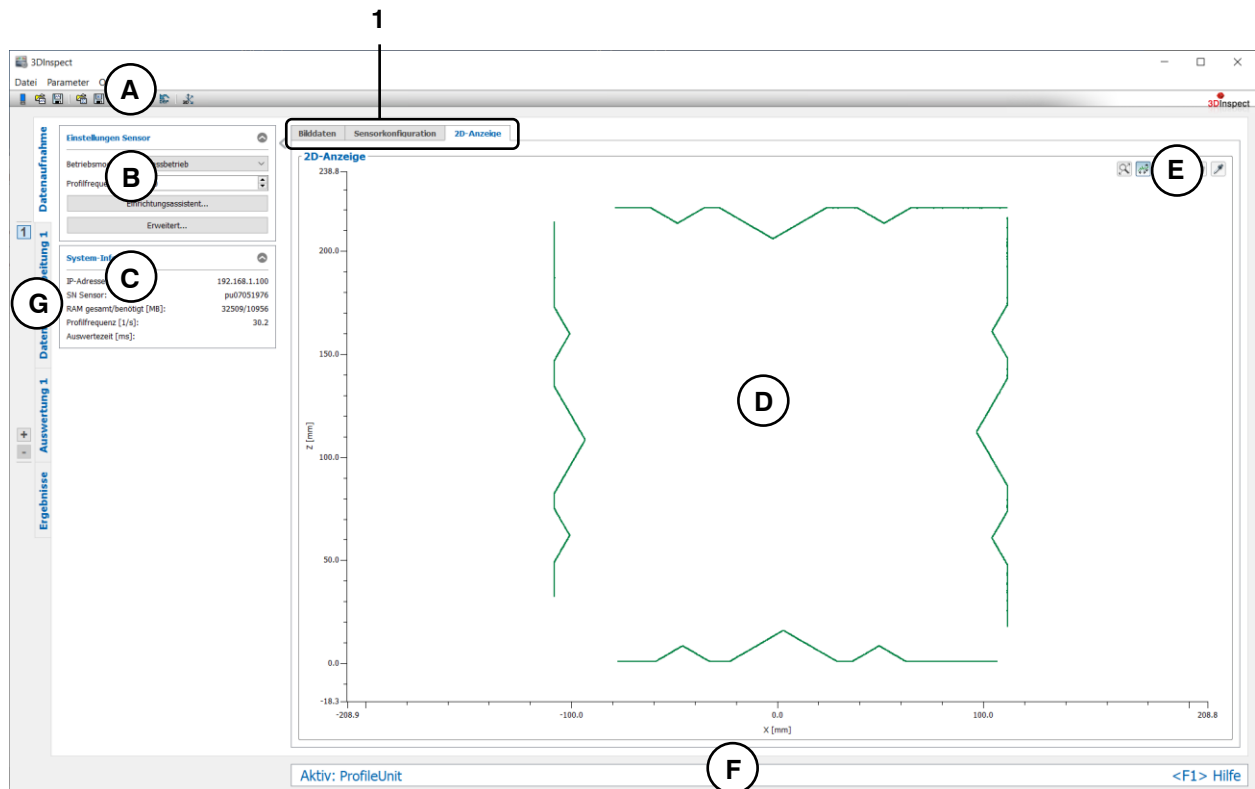 1
3DInspect
Datei Parameter
A
3DInspect
Datenaufnahme
Einstellungen Sensor
B
Einrichtungsassistent...
Erweitert...
1
System-Inf
C
IP-Adresse 192.168.1.100
SN Sensor: pu07051976
RAM gesamt/benötigt [MB]: 32509/10956
Profilfrequenz [1/s]: 30.2
Auswertezeit [ms]:
G
Auswertung 1
+
-
Ergebnisse
Bilddaten Sensorkonfiguration 2D-Anzeige
2D-Anzeige
E
238.8
200.0
150.0
D
100.0
50.0
0.0
-18.3
Z [mm]
-208.9 -100.0 0.0 100.0 208.8
X [mm]
Aktiv: ProfileUnit F <F1> Hilfe